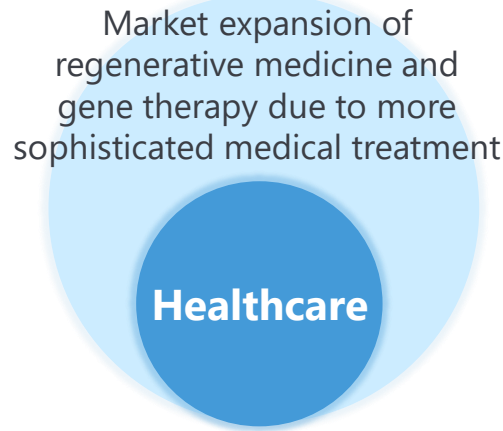 Market expansion of
regenerative medicine and
gene therapy due to more
sophisticated medical treatment
Healthcare